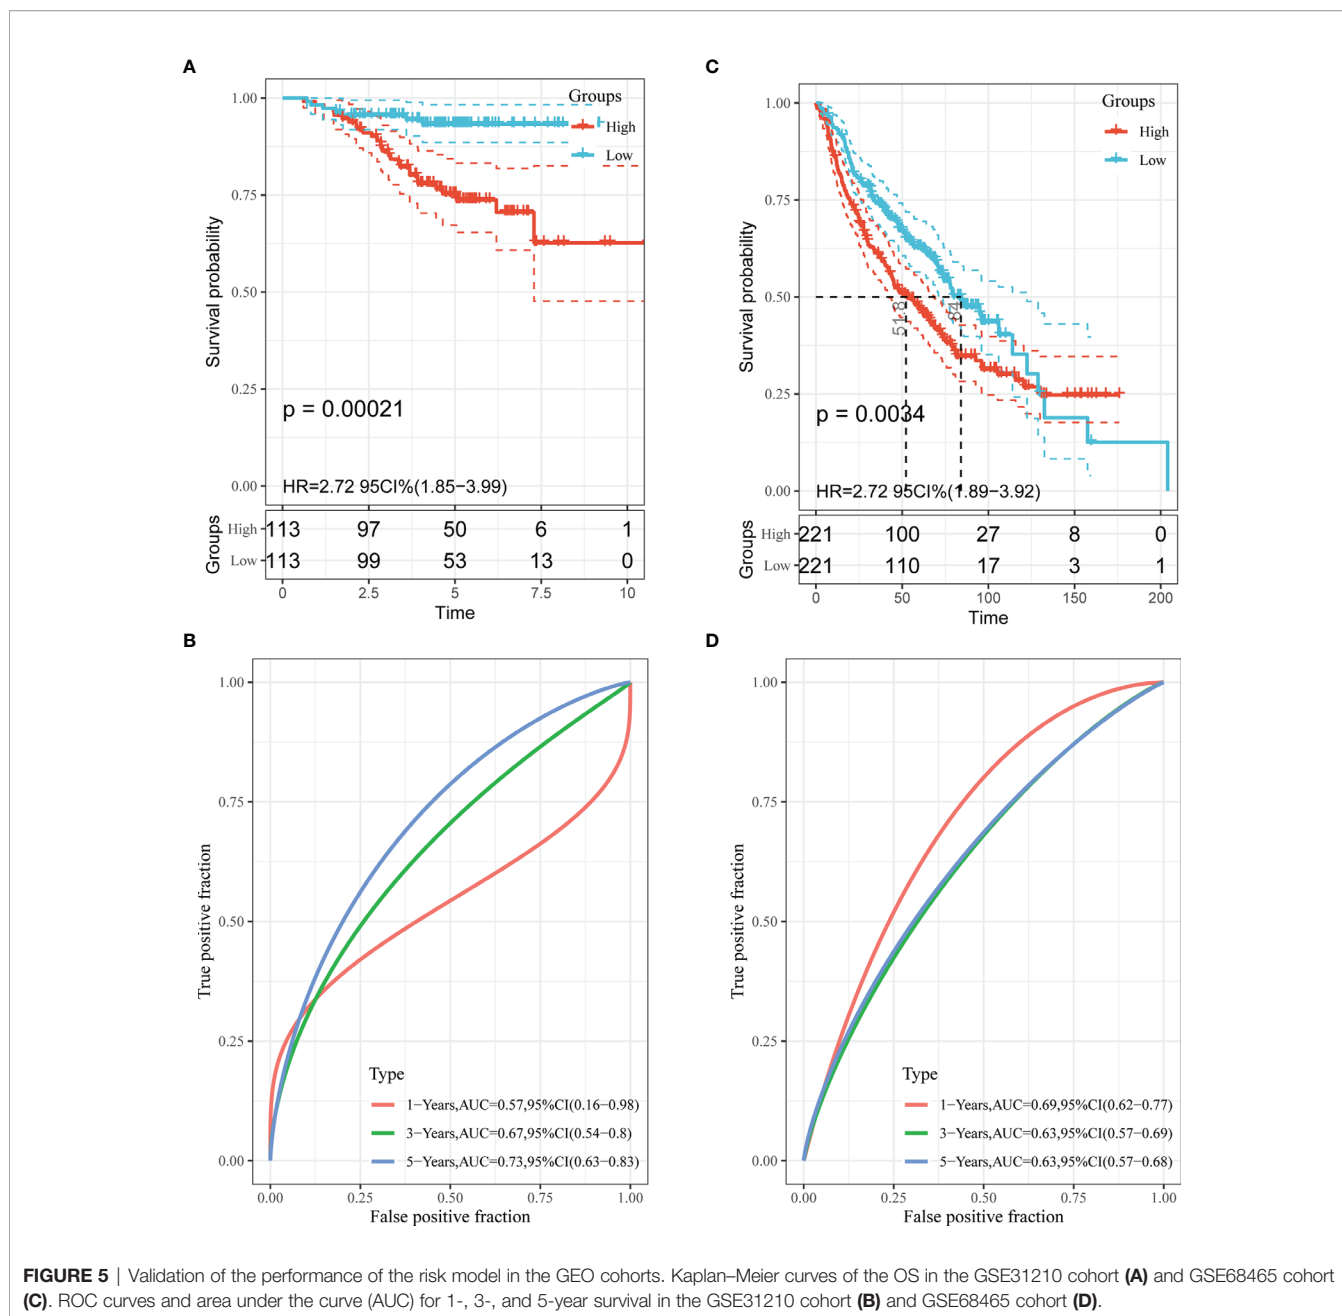 A
1.00
0.75
0.50
0.25
0.00
Survival probability
Groups
High
Low
p = 0.00021
HR=2.72 95CI%(1.85−3.99)
Groups
High 113 97 50 6 1
Low 113 99 53 13 0
0 2.5 5 7.5 10
Time
C
1.00
0.75
0.50
0.25
0.00
Survival probability
Groups
High
Low
51.8
84
p = 0.0034
HR=2.72 95CI%(1.89−3.92)
Groups
High 221 100 27 8 0
Low 221 110 17 3 1
0 50 100 150 200
Time
B
1.00
0.75
0.50
0.25
0.00
True positive fraction
Type
1−Years,AUC=0.57,95%CI(0.16−0.98)
3−Years,AUC=0.67,95%CI(0.54−0.8)
5−Years,AUC=0.73,95%CI(0.63−0.83)
0.00 0.25 0.50 0.75 1.00
False positive fraction
D
1.00
0.75
0.50
0.25
0.00
True positive fraction
Type
1−Years,AUC=0.69,95%CI(0.62−0.77)
3−Years,AUC=0.63,95%CI(0.57−0.69)
5−Years,AUC=0.63,95%CI(0.57−0.68)
0.00 0.25 0.50 0.75 1.00
False positive fraction
FIGURE 5 | Validation of the performance of the risk model in the GEO cohorts. Kaplan–Meier curves of the OS in the GSE31210 cohort (A) and GSE68465 cohort
(C). ROC curves and area under the curve (AUC) for 1-, 3-, and 5-year survival in the GSE31210 cohort (B) and GSE68465 cohort (D).